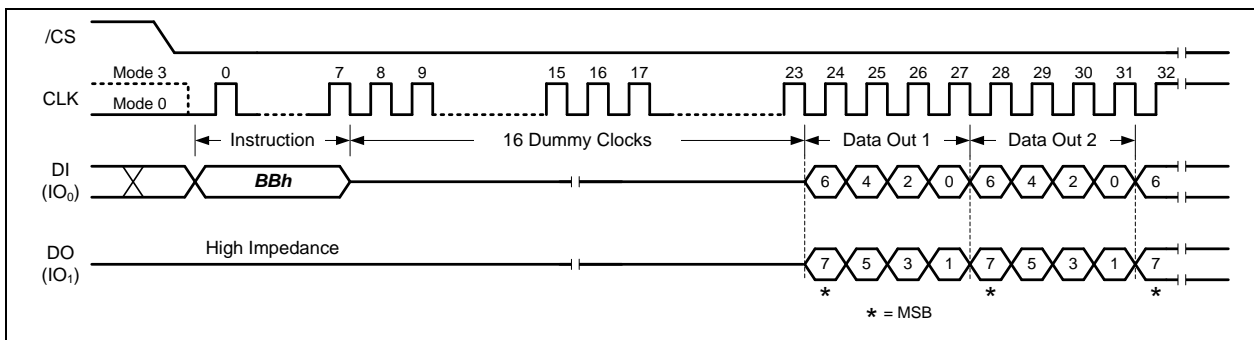 /CS
Mode 3 0 7 8 9 15 16 17 23 24 25 26 27 28 29 30 31 32
CLK
Mode 0
Instruction 16 Dummy Clocks Data Out 1 Data Out 2
DI
(IO0)
BBh 6 4 2 0 6 4 2 0 6
DO
(IO1)
High Impedance
7 5 3 1 7 5 3 1 7
* * *
* = MSB